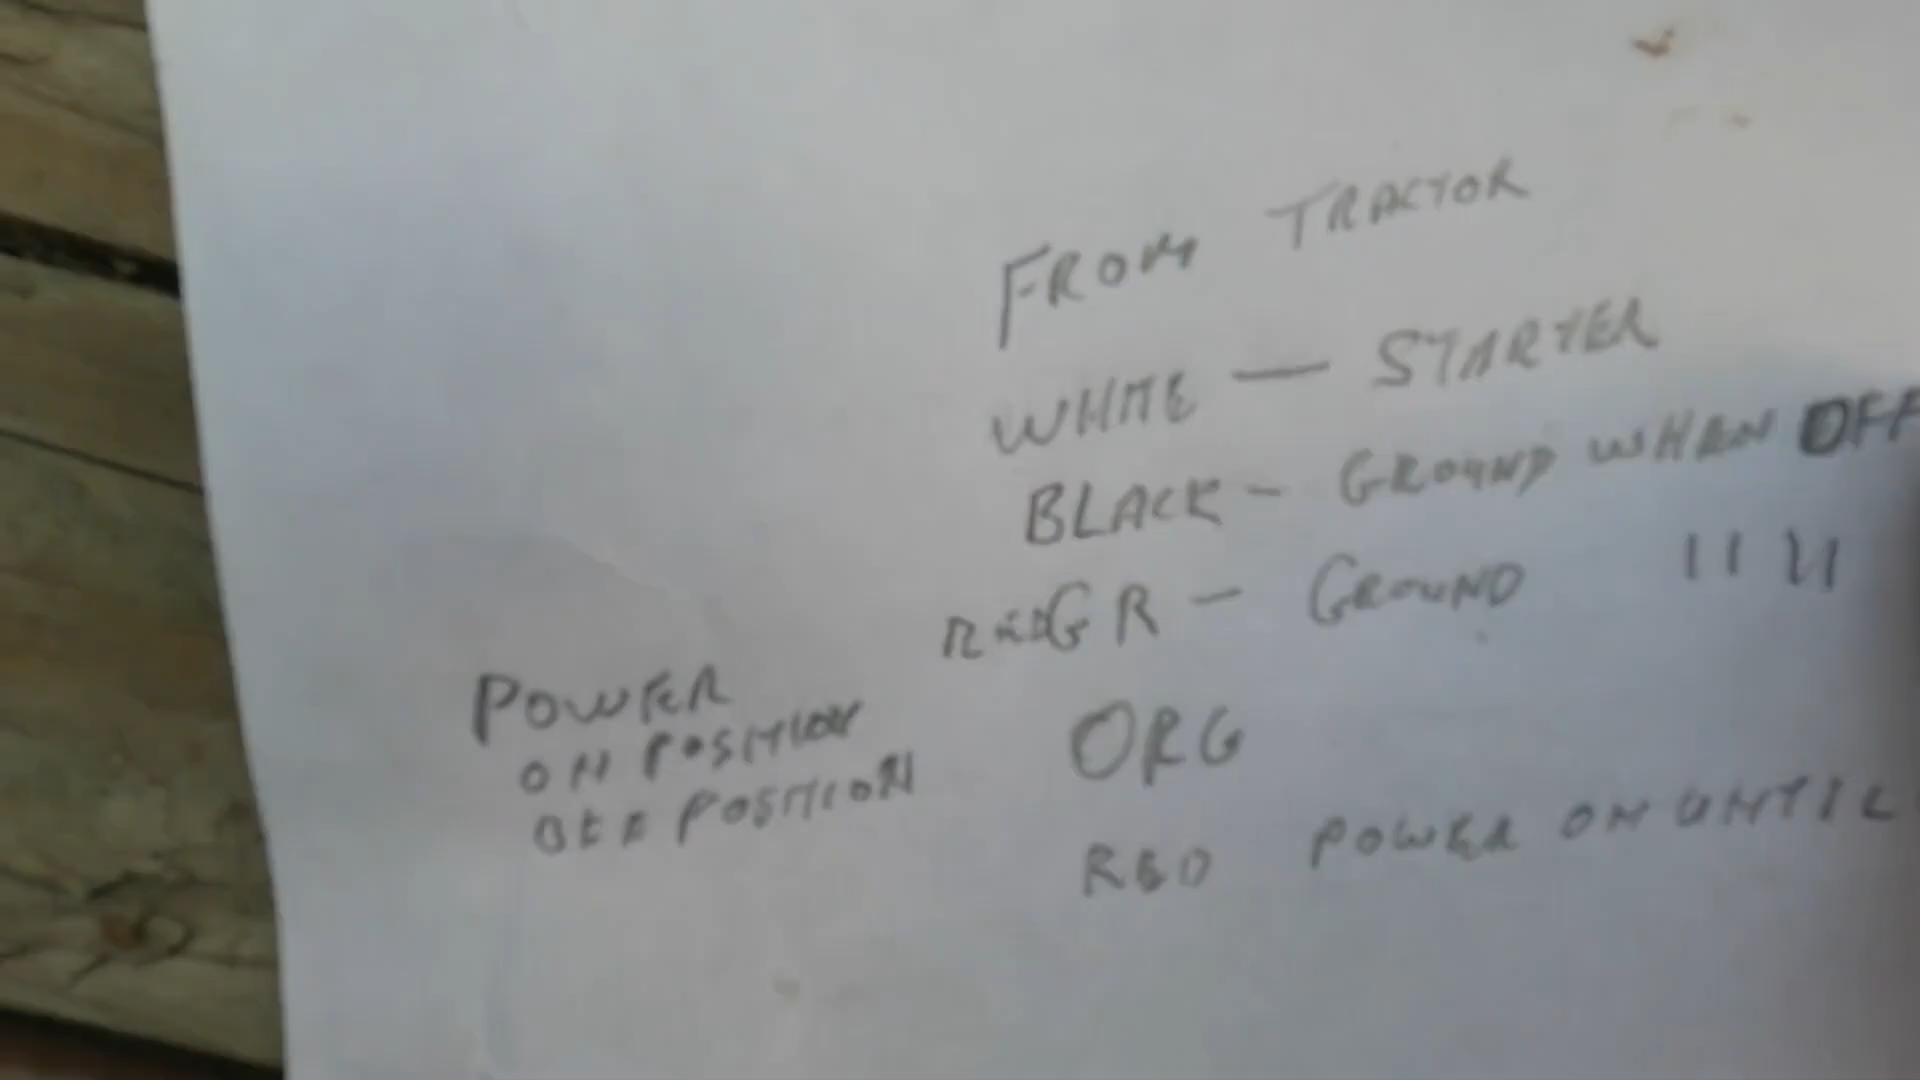 FROM TRACTOR
WHITE — STARTER
BLACK - GROUND WHEN OFF
GR - GROUND " "
POWER
ON POSITION
OFF POSITION
ORG
RED POWER ON UNTIL